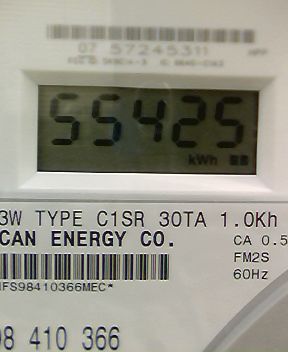 07 57245311
55425
kWh
3W TYPE C1SR 30TA 1.0Kh
CAN ENERGY CO.
CA 0.5
FM2S
60Hz
IFS98410366MEC*
98 410 366